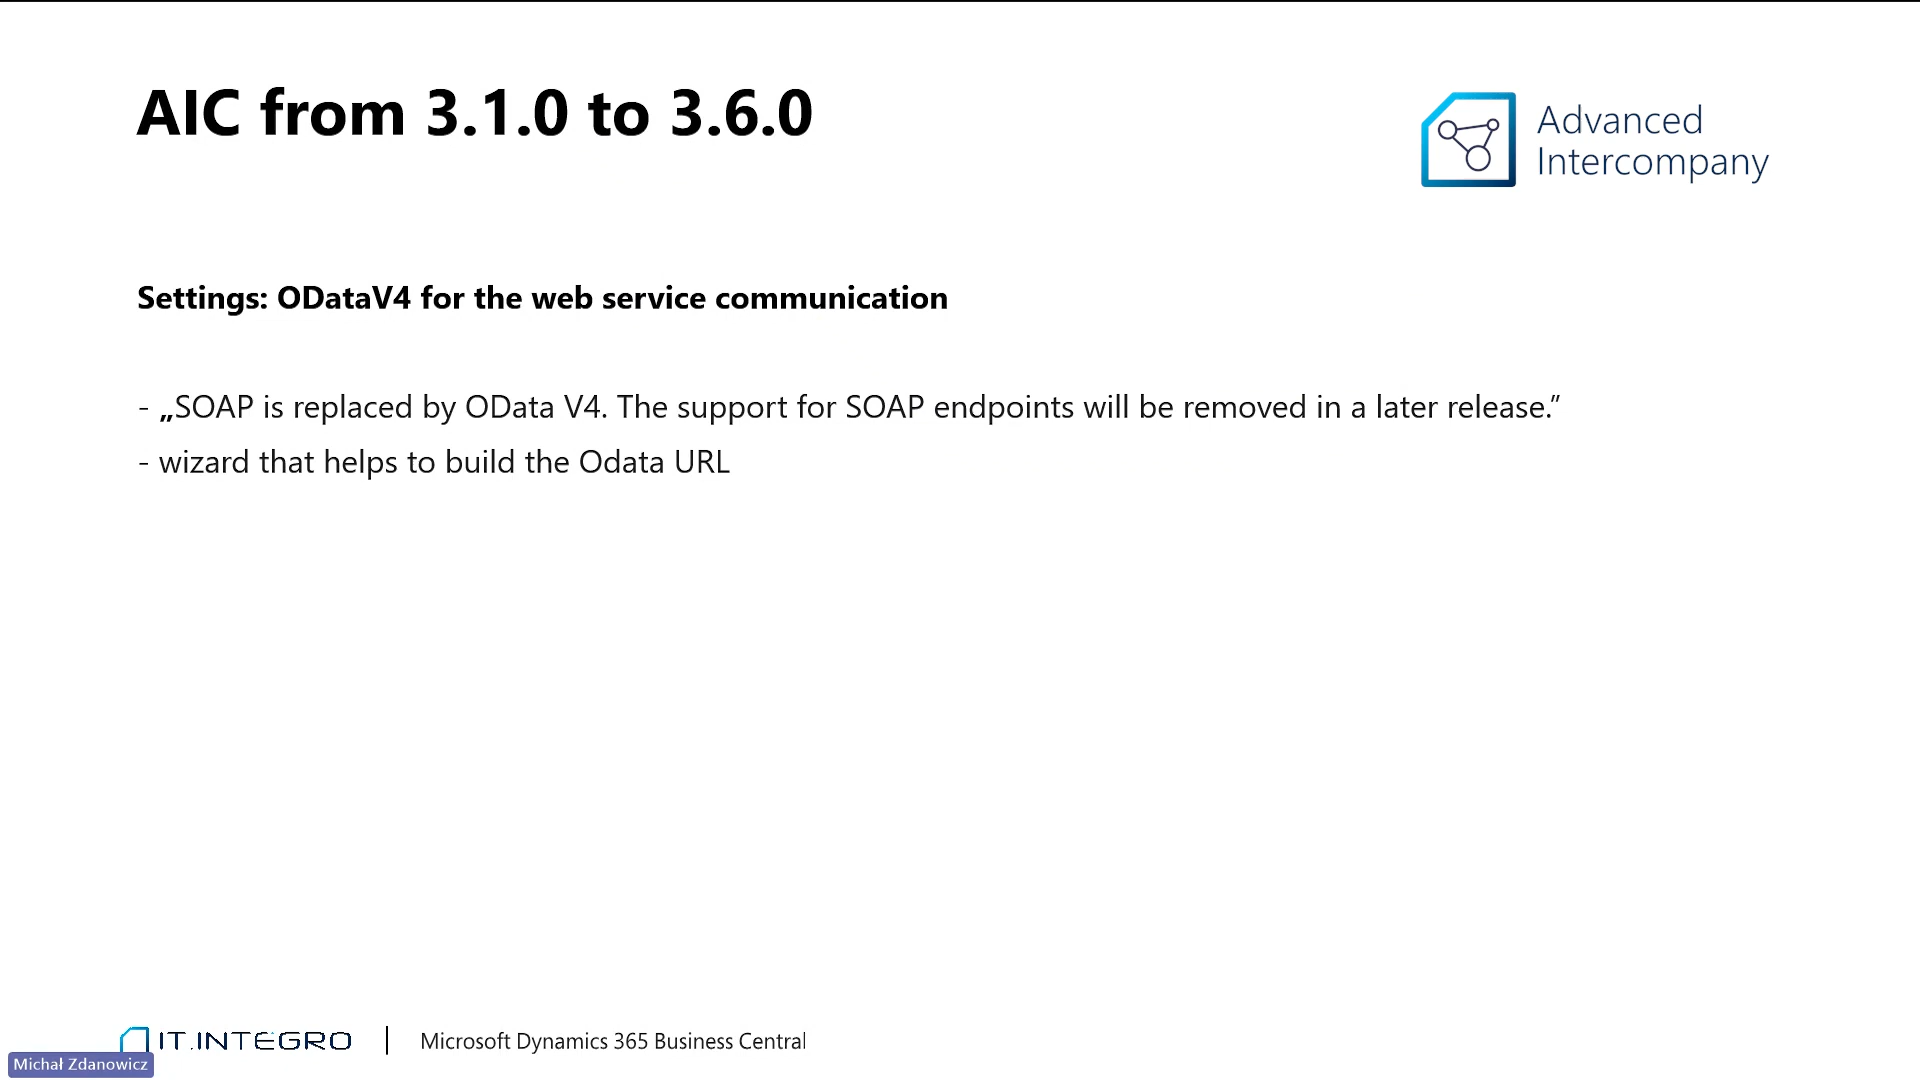 AIC from 3.1.0 to 3.6.0
Advanced
Intercompany
Settings: ODataV4 for the web service communication
- „SOAP is replaced by OData V4. The support for SOAP endpoints will be removed in a later release.”
- wizard that helps to build the Odata URL
IT.INTEGRO
Microsoft Dynamics 365 Business Central
Michał Zdanowicz